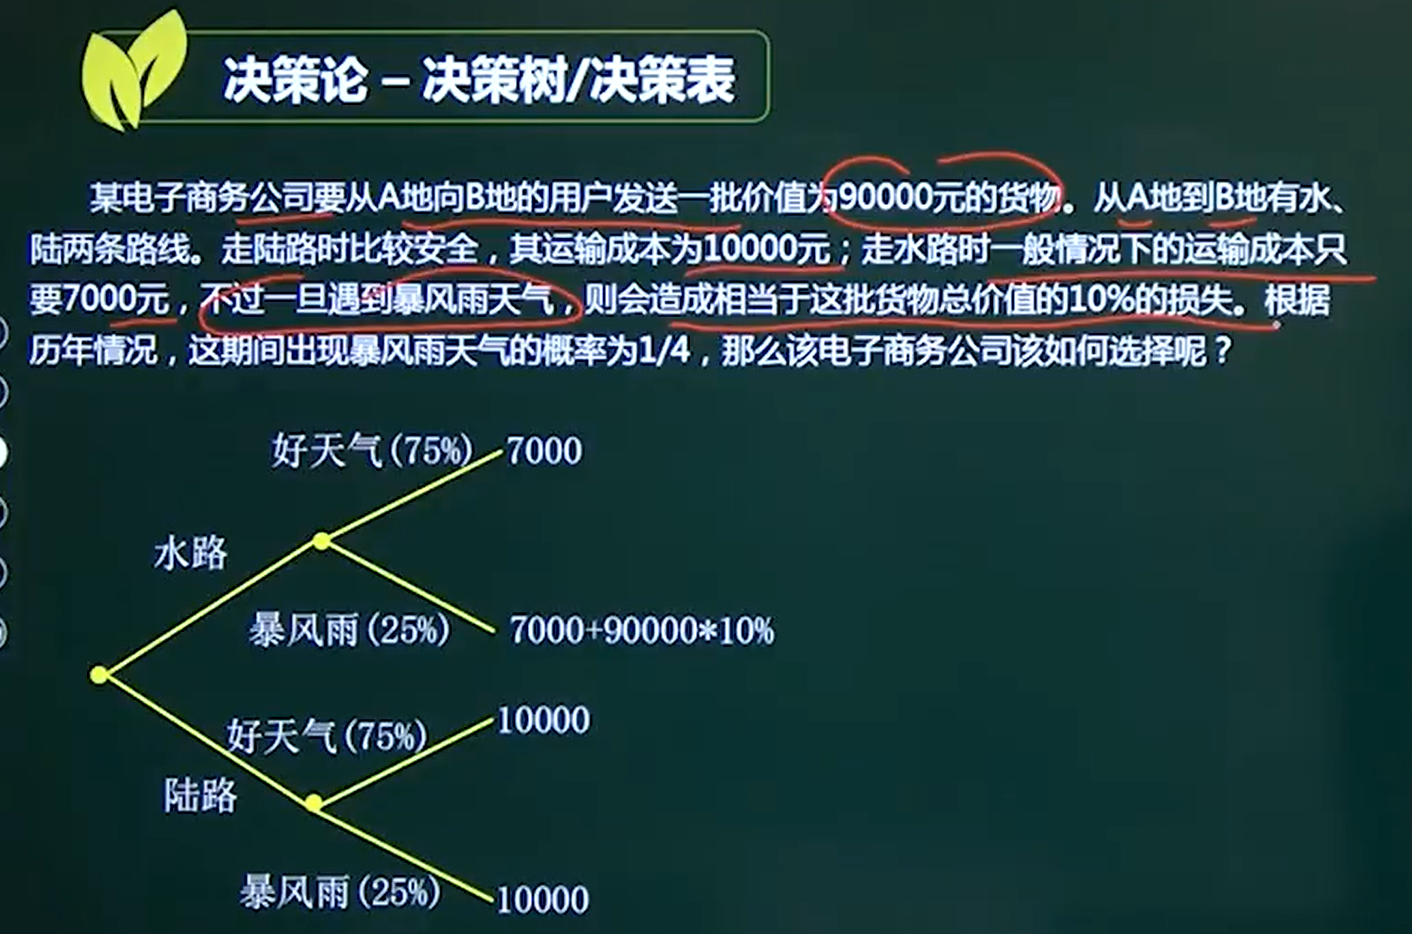 决策论 – 决策树/决策表
某电子商务公司要从A地向B地的用户发送一批价值为90000元的货物。从A地到B地有水、
陆两条路线。走陆路时比较安全，其运输成本为10000元；走水路时一般情况下的运输成本只
要7000元，不过一旦遇到暴风雨天气，则会造成相当于这批货物总价值的10%的损失。根据
历年情况，这期间出现暴风雨天气的概率为1/4，那么该电子商务公司该如何选择呢？
好天气(75%) 7000
水路
暴风雨(25%) 7000+90000*10%
好天气(75%) 10000
陆路
暴风雨(25%) 10000